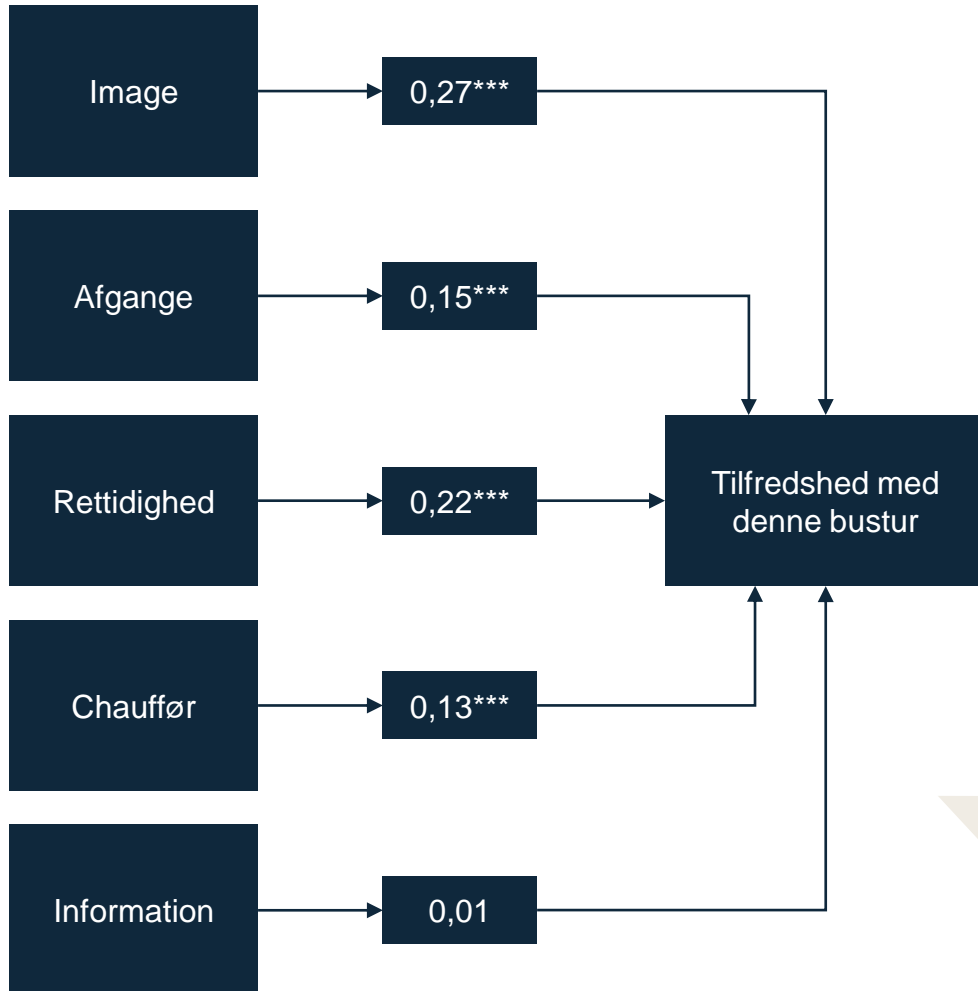 Image
0,27***
Afgange
0,15***
Rettidighed
0,22***
Tilfredshed med
denne bustur
Chauffør
0,13***
Information
0,01